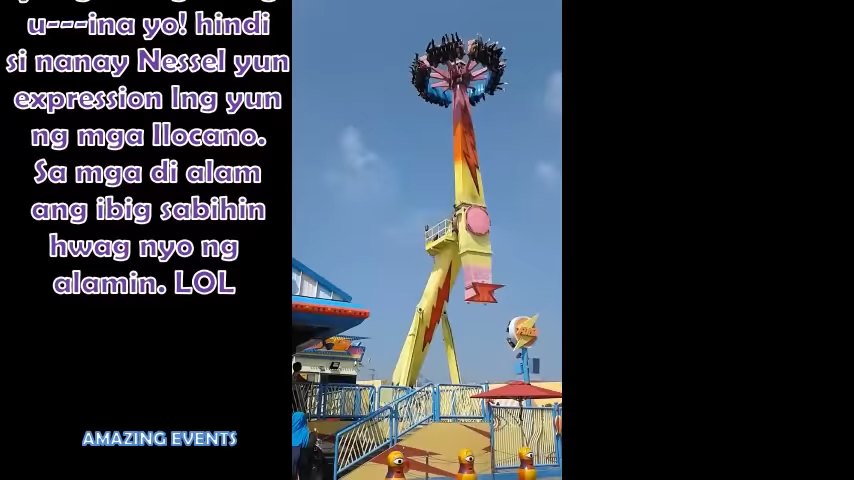 u---ina yo! hindi
si nanay Nessel yun
expression lng yun
ng mga Ilocano.
Sa mga di alam
ang ibig sabihin
hwag nyo ng
alamin. LOL
AMAZING EVENTS